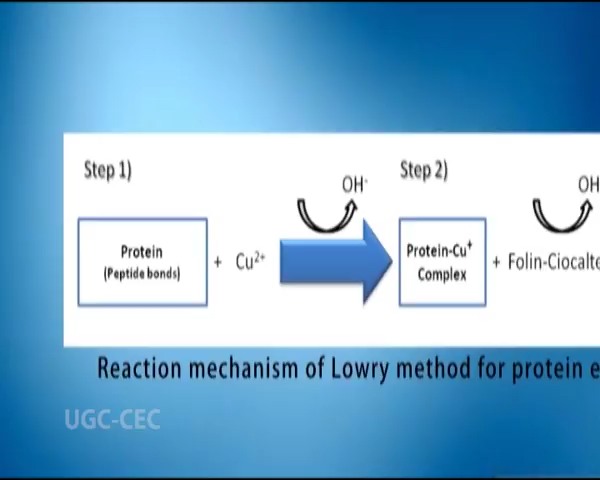 Step 1)
Step 2)
OH-
OH
Protein
(Peptide bonds)
+ Cu²⁺
Protein-Cu⁺
Complex
+ Folin-Ciocalte
Reaction mechanism of Lowry method for protein e
UGC-CEC